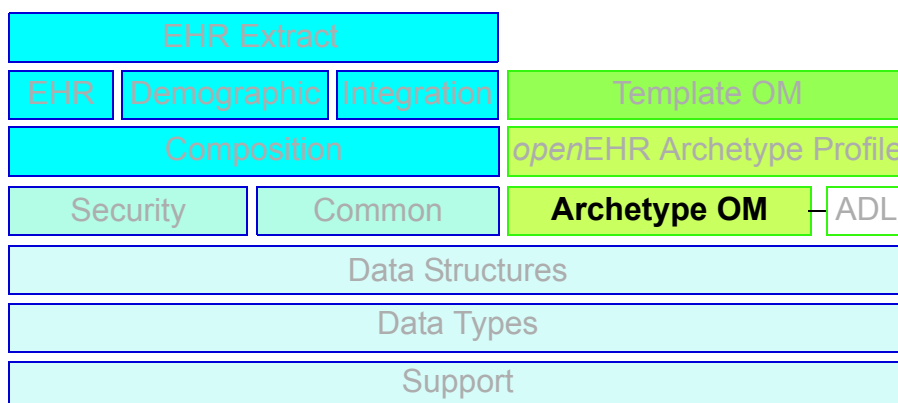 EHR Extract
EHR Demographic Integration Template OM
Composition openEHR Archetype Profile
Security Common Archetype OM ADL
Data Structures
Data Types
Support